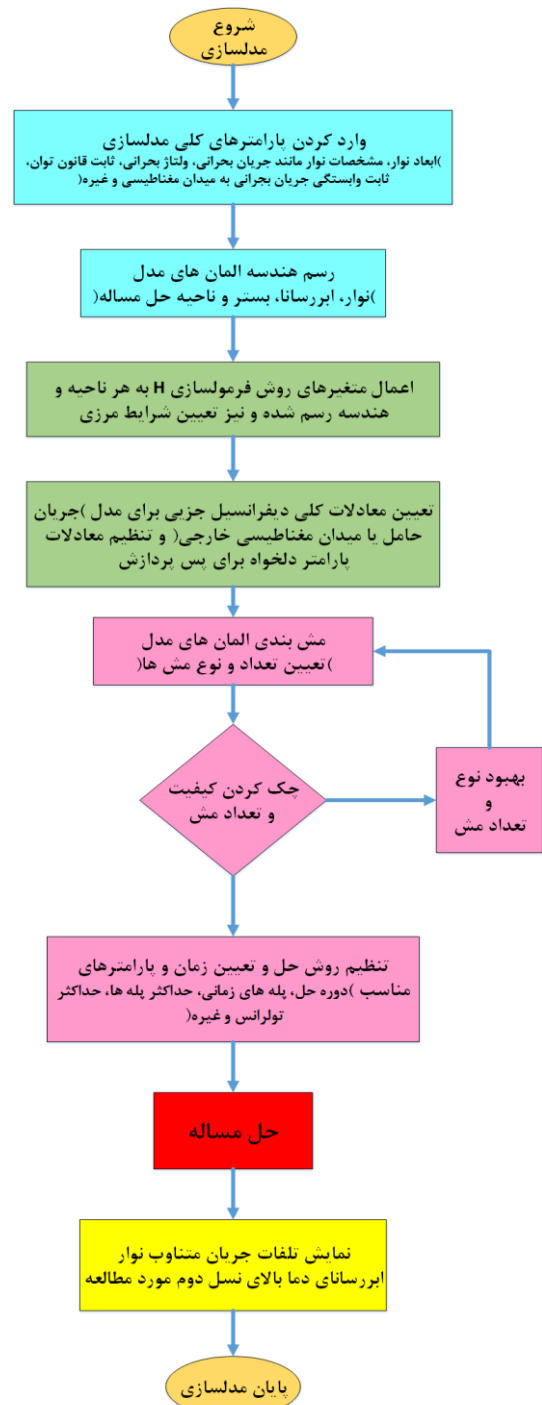 شروع
مدلسازی
وارد کردن پارامترهای کلی مدلسازی
)ابعاد نوار، مشخصات نوار مانند جریان بحرانی، ولتاژ بحرانی، ثابت قانون توان،
ثابت وابستگی جریان بجرانی به میدان مغناطیسی و غیره(
رسم هندسه المان های مدل
)نوار، ابررسانا، بستر و ناحیه حل مساله(
اعمال متغیرهای روش فرمولسازی H به هر ناحیه و
هندسه رسم شده و نیز تعیین شرایط مرزی
تعیین معادلات کلی دیفرانسیل جزیی برای مدل )جریان
حامل یا میدان مغناطیسی خارجی( و تنظیم معادلات
پارامتر دلخواه برای پس پردازش
مش بندی المان های مدل
)تعیین تعداد و نوع مش ها(
چک کردن کیفیت
و تعداد مش
بهبود نوع
و
تعداد مش
تنظیم روش حل و تعیین زمان و پارامترهای
مناسب )دوره حل، پله های زمانی، حداکثر پله ها، حداکثر
تولرانس و غیره(
حل مساله
نمایش تلفات جریان متناوب نوار
ابررسانای دما بالای نسل دوم مورد مطالعه
پایان مدلسازی